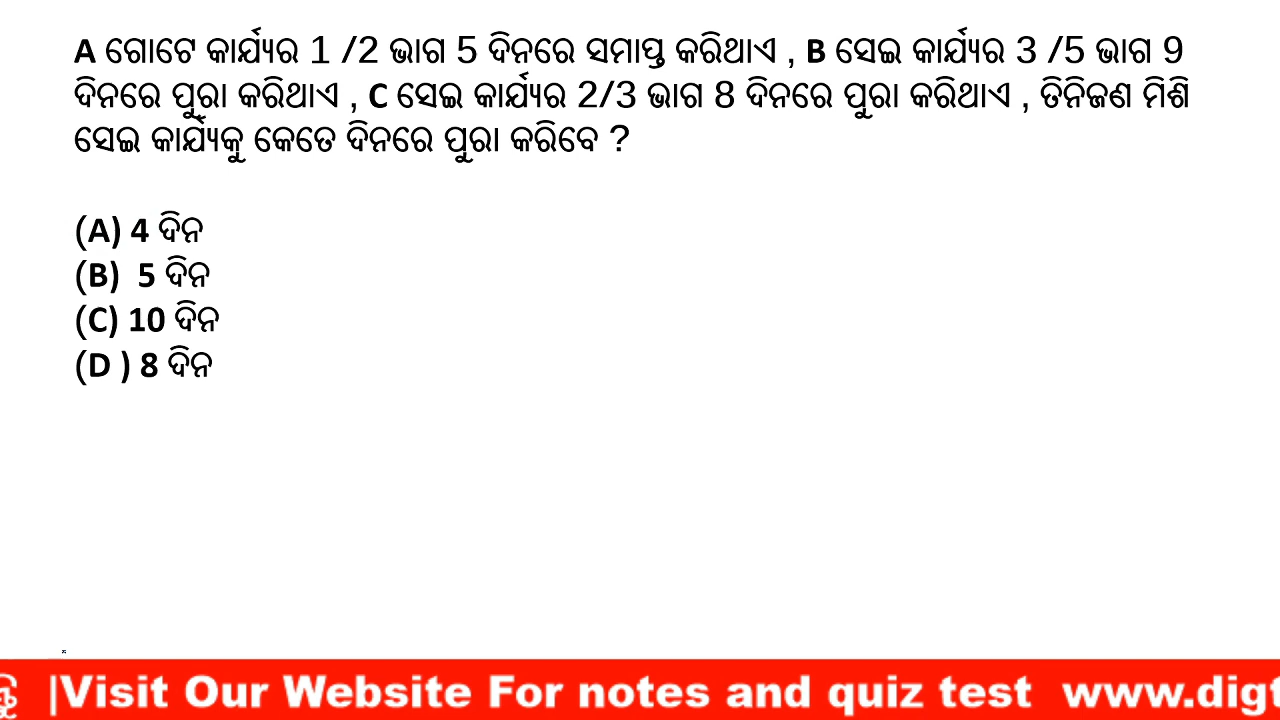 A ଗୋଟେ କାର୍ଯ୍ୟର 1 /2 ଭାଗ 5 ଦିନରେ ସମାପ୍ତ କରିଥାଏ , B ସେଇ କାର୍ଯ୍ୟର 3 /5 ଭାଗ 9
ଦିନରେ ପୁରା କରିଥାଏ , C ସେଇ କାର୍ଯ୍ୟର 2/3 ଭାଗ 8 ଦିନରେ ପୁରା କରିଥାଏ , ତିନିଜଣ ମିଶି
ସେଇ କାର୍ଯ୍ୟକୁ କେତେ ଦିନରେ ପୁରା କରିବେ ?
(A) 4 ଦିନ
(B) 5 ଦିନ
(C) 10 ଦିନ
(D ) 8 ଦିନ
|Visit Our Website For notes and quiz test www.digt